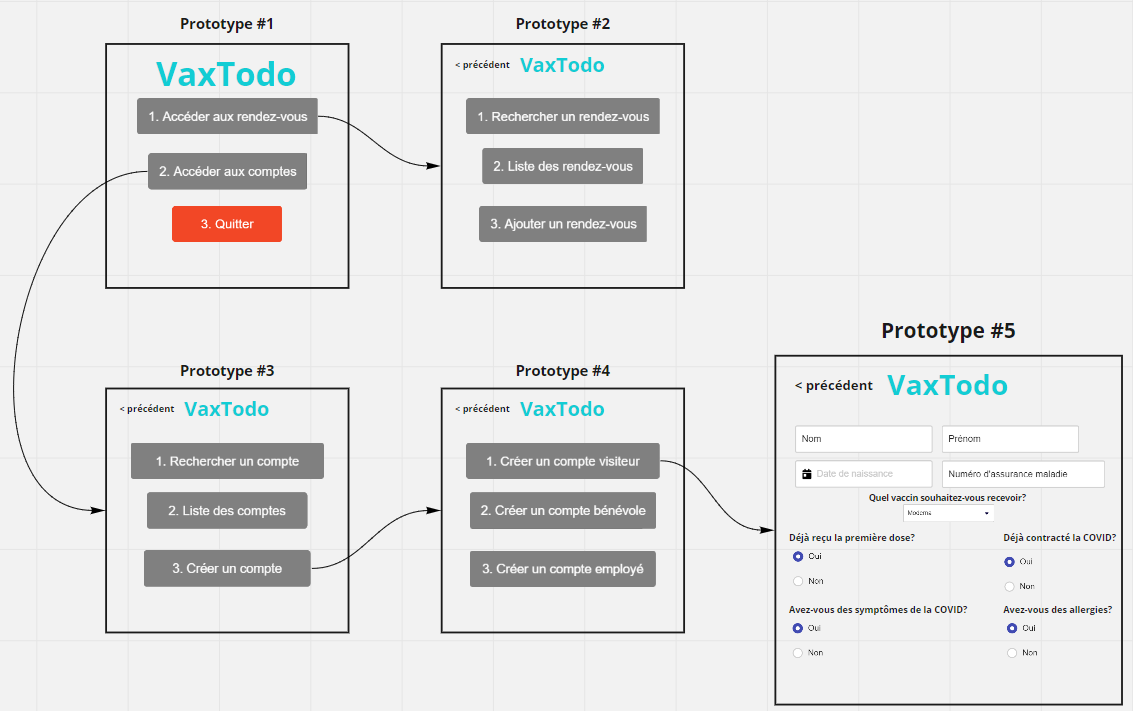 Prototype #1
VaxTodo
1. Accéder aux rendez-vous
2. Accéder aux comptes
3. Quitter
Prototype #2
< précédent VaxTodo
1. Rechercher un rendez-vous
2. Liste des rendez-vous
3. Ajouter un rendez-vous
Prototype #3
< précédent VaxTodo
1. Rechercher un compte
2. Liste des comptes
3. Créer un compte
Prototype #4
< précédent VaxTodo
1. Créer un compte visiteur
2. Créer un compte bénévole
3. Créer un compte employé
Prototype #5
< précédent VaxTodo
Nom Prénom
Date de naissance Numéro d'assurance maladie
Quel vaccin souhaitez-vous recevoir?
Moderna
Déjà reçu la première dose? Déjà contracté la COVID?
Oui Oui
Non Non
Avez-vous des symptômes de la COVID? Avez-vous des allergies?
Oui Oui
Non Non